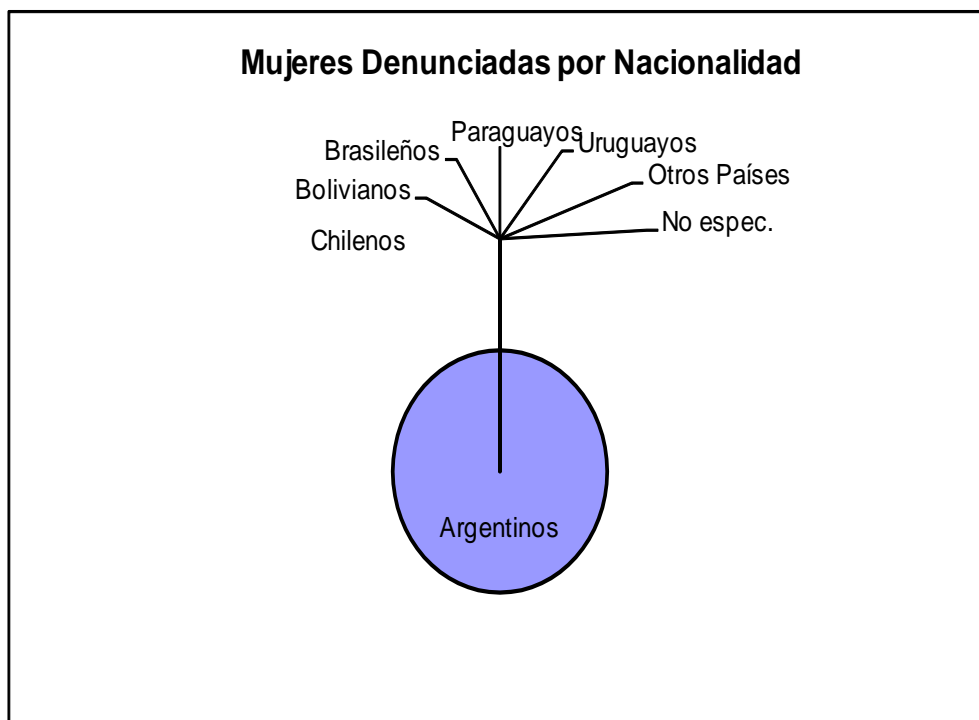 Mujeres Denunciadas por Nacionalidad
Paraguayos
Uruguayos
Brasileños
Otros Países
Bolivianos
No espec.
Chilenos
Argentinos